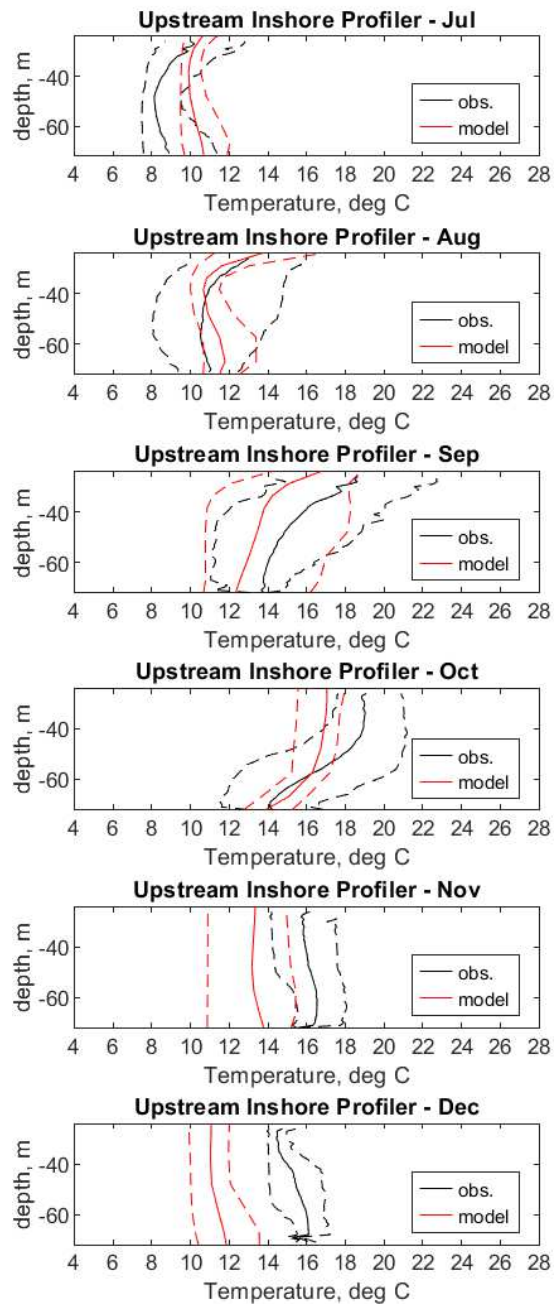 Upstream Inshore Profiler - Jul
depth, m
-40
-60
obs.
model
4 6 8 10 12 14 16 18 20 22 24 26 28
Temperature, deg C
Upstream Inshore Profiler - Aug
depth, m
-40
-60
obs.
model
4 6 8 10 12 14 16 18 20 22 24 26 28
Temperature, deg C
Upstream Inshore Profiler - Sep
depth, m
-40
-60
obs.
model
4 6 8 10 12 14 16 18 20 22 24 26 28
Temperature, deg C
Upstream Inshore Profiler - Oct
depth, m
-40
-60
obs.
model
4 6 8 10 12 14 16 18 20 22 24 26 28
Temperature, deg C
Upstream Inshore Profiler - Nov
depth, m
-40
-60
obs.
model
4 6 8 10 12 14 16 18 20 22 24 26 28
Temperature, deg C
Upstream Inshore Profiler - Dec
depth, m
-40
-60
obs.
model
4 6 8 10 12 14 16 18 20 22 24 26 28
Temperature, deg C